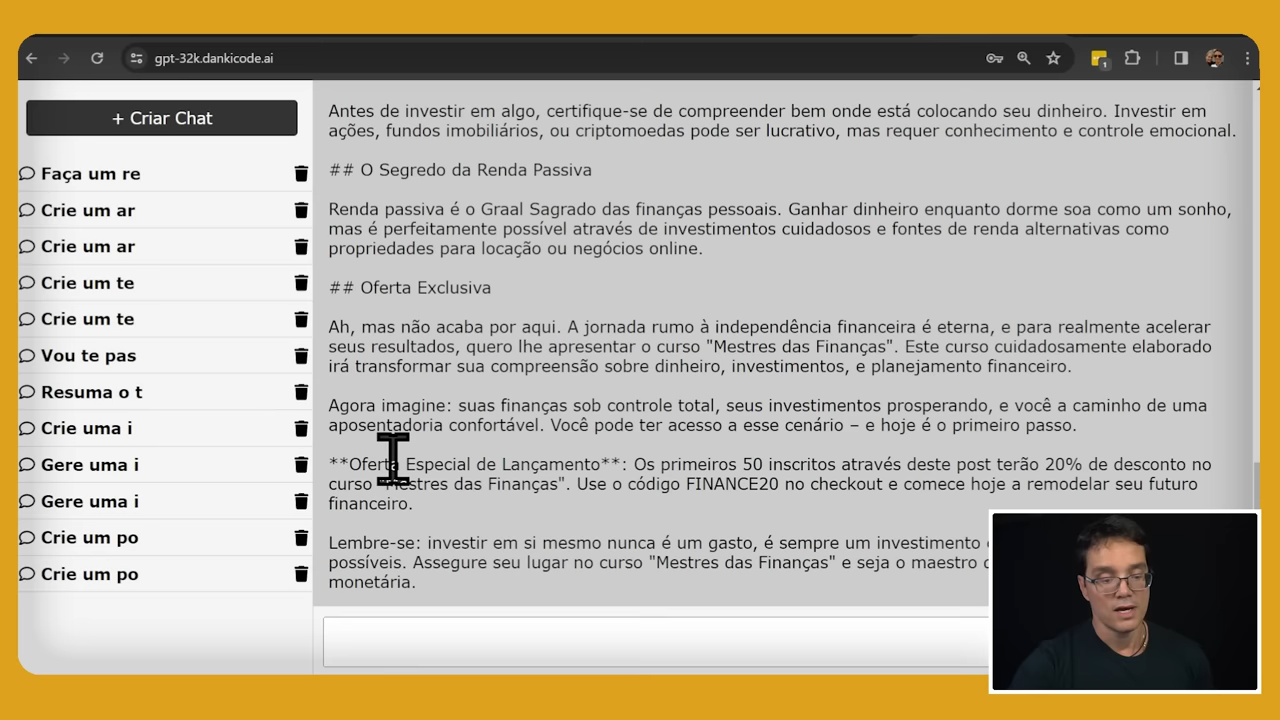 gpt-32k.dankicode.ai
1
+ Criar Chat
Faça um re
Crie um ar
Crie um ar
Crie um te
Crie um te
Vou te pas
Resuma o t
Crie uma i
Gere uma i
Gere uma i
Crie um po
Crie um po
Antes de investir em algo, certifique-se de compreender bem onde está colocando seu dinheiro. Investir em
ações, fundos imobiliários, ou criptomoedas pode ser lucrativo, mas requer conhecimento e controle emocional.
## O Segredo da Renda Passiva
Renda passiva é o Graal Sagrado das finanças pessoais. Ganhar dinheiro enquanto dorme soa como um sonho,
mas é perfeitamente possível através de investimentos cuidadosos e fontes de renda alternativas como
propriedades para locação ou negócios online.
## Oferta Exclusiva
Ah, mas não acaba por aqui. A jornada rumo à independência financeira é eterna, e para realmente acelerar
seus resultados, quero lhe apresentar o curso "Mestres das Finanças". Este curso cuidadosamente elaborado
irá transformar sua compreensão sobre dinheiro, investimentos, e planejamento financeiro.
Agora imagine: suas finanças sob controle total, seus investimentos prosperando, e você a caminho de uma
aposentadoria confortável. Você pode ter acesso a esse cenário – e hoje é o primeiro passo.
**Oferta Especial de Lançamento**: Os primeiros 50 inscritos através deste post terão 20% de desconto no
curso "Mestres das Finanças". Use o código FINANCE20 no checkout e comece hoje a remodelar seu futuro
financeiro.
Lembre-se: investir em si mesmo nunca é um gasto, é sempre um investimento
possíveis. Assegure seu lugar no curso "Mestres das Finanças" e seja o maestro
monetária.